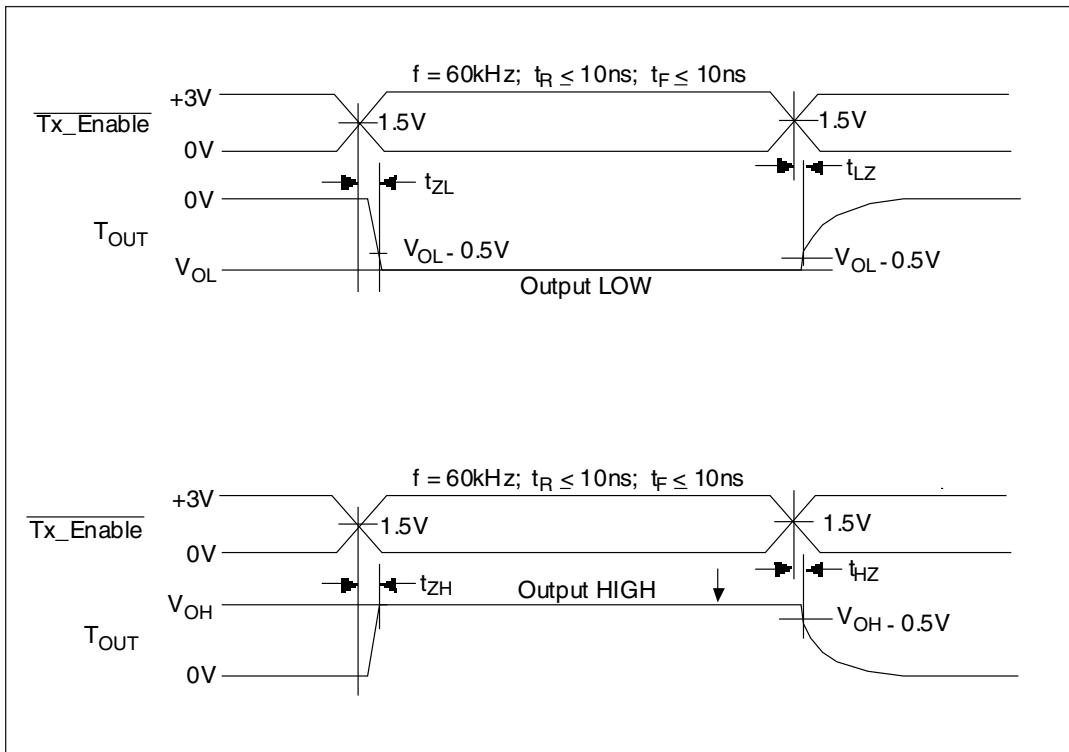 f = 60kHz; tR ≤ 10ns; tF ≤ 10ns
+3V
Tx_Enable
1.5V
1.5V
0V
tZL
tLZ
0V
TOUT
VOL - 0.5V
VOL - 0.5V
VOL
Output LOW
f = 60kHz; tR ≤ 10ns; tF ≤ 10ns
+3V
Tx_Enable
1.5V
1.5V
0V
tZH
tHZ
VOH
Output HIGH
VOH - 0.5V
TOUT
0V